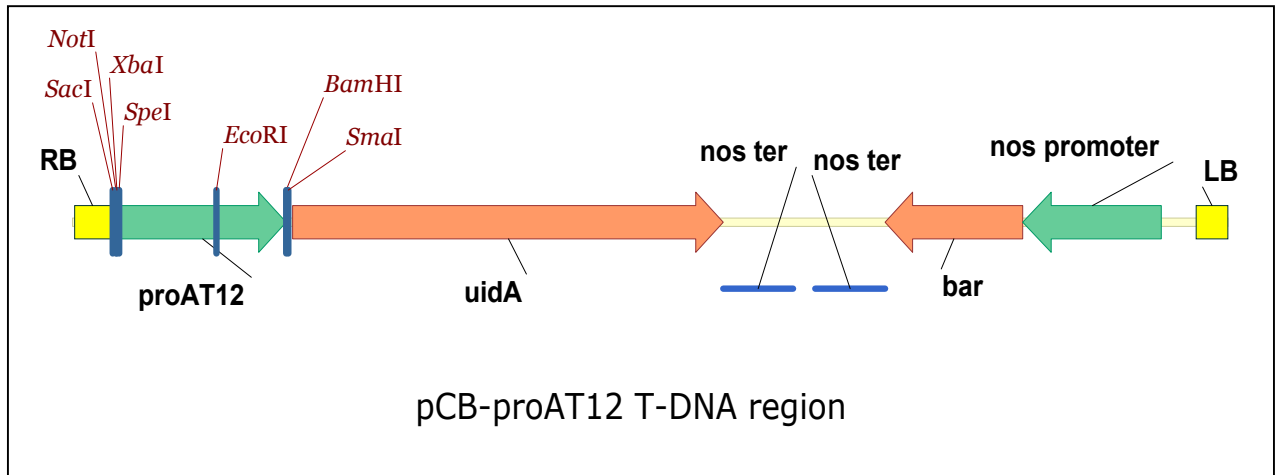 NotI
XbaI
SacI
SpeI
BamHI
EcoRI
SmaI
RB
nos ter
nos ter
nos promoter
LB
proAT12
uidA
bar
pCB-proAT12 T-DNA region